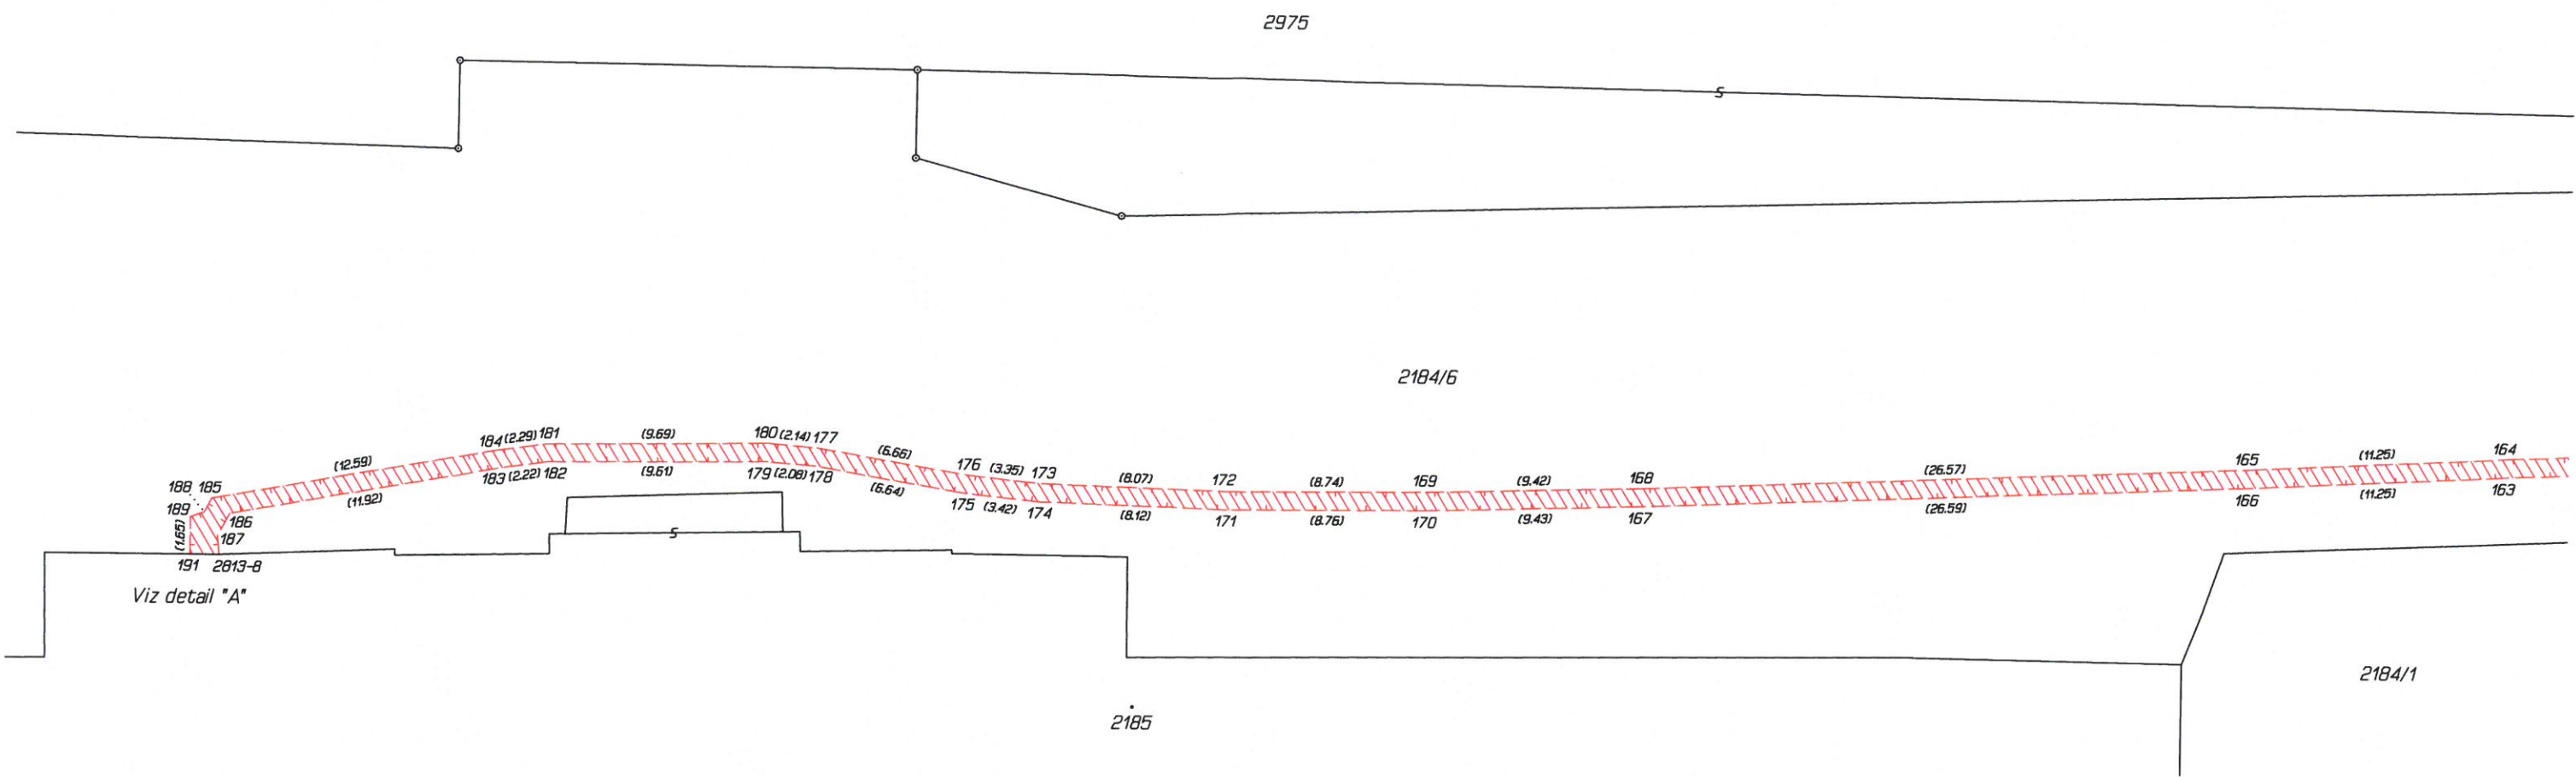 2975
S
2184/6
184 (2.29) 181 (9.69) 180 (2.14) 177
(12.59) (6.66)
183 (2.22) 182 (9.61) 179 (2.08) 178
(11.92) (6.64)
176 (3.35) 173 (8.07) 172 (8.74) 169 (9.42) 168 (26.57) 165 (11.25) 164
175 (3.42) 174 (8.12) 171 (8.76) 170 (9.43) 167 (26.59) 166 (11.25) 163
188 185
189
186
(1.65) 187
S
191 2813-8
Viz detail "A"
2184/1
2185